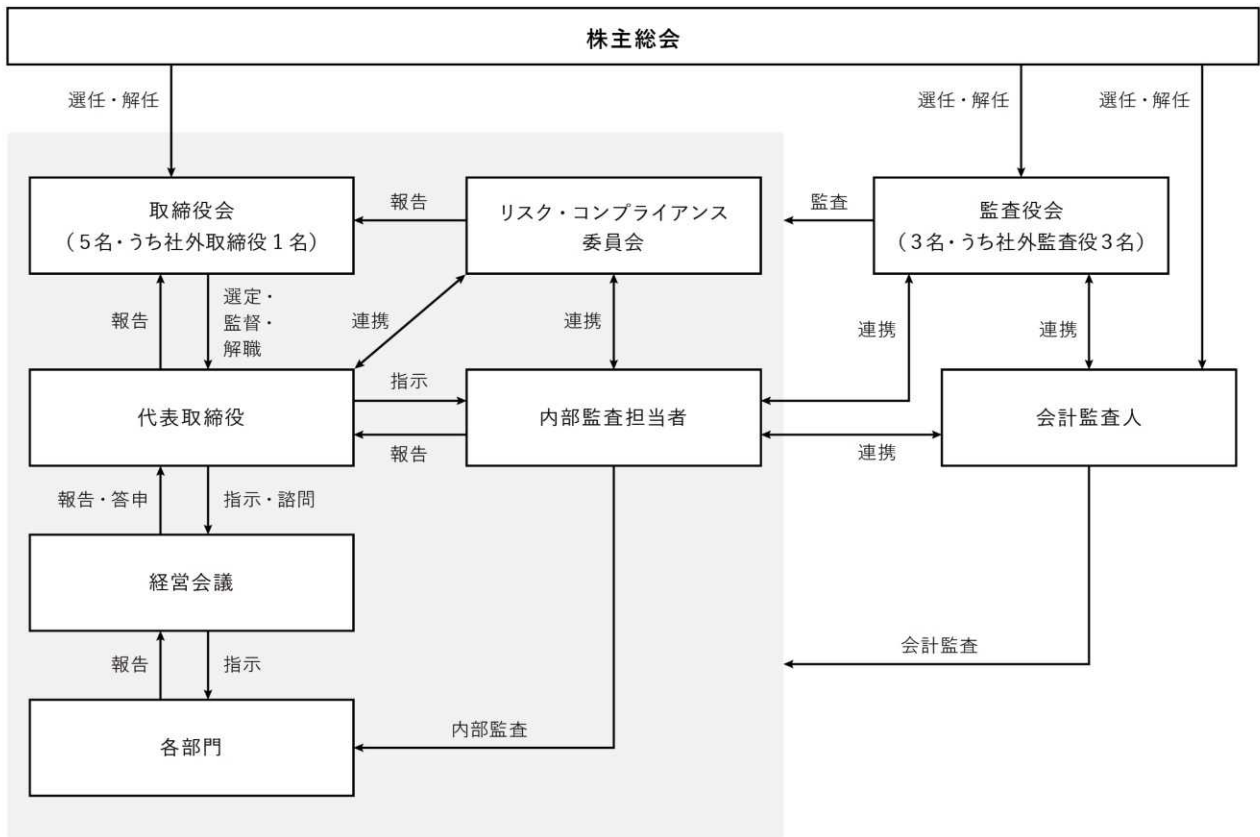 株主総会
選任・解任
選任・解任
選任・解任
取締役会
（5名・うち社外取締役1名）
報告
リスク・コンプライアンス
委員会
監査
監査役会
（3名・うち社外監査役3名）
報告
選定・
監督・
解職
連携
連携
連携
連携
代表取締役
指示
報告
内部監査担当者
連携
会計監査人
報告・答申
指示・諮問
経営会議
報告
指示
会計監査
各部門
内部監査